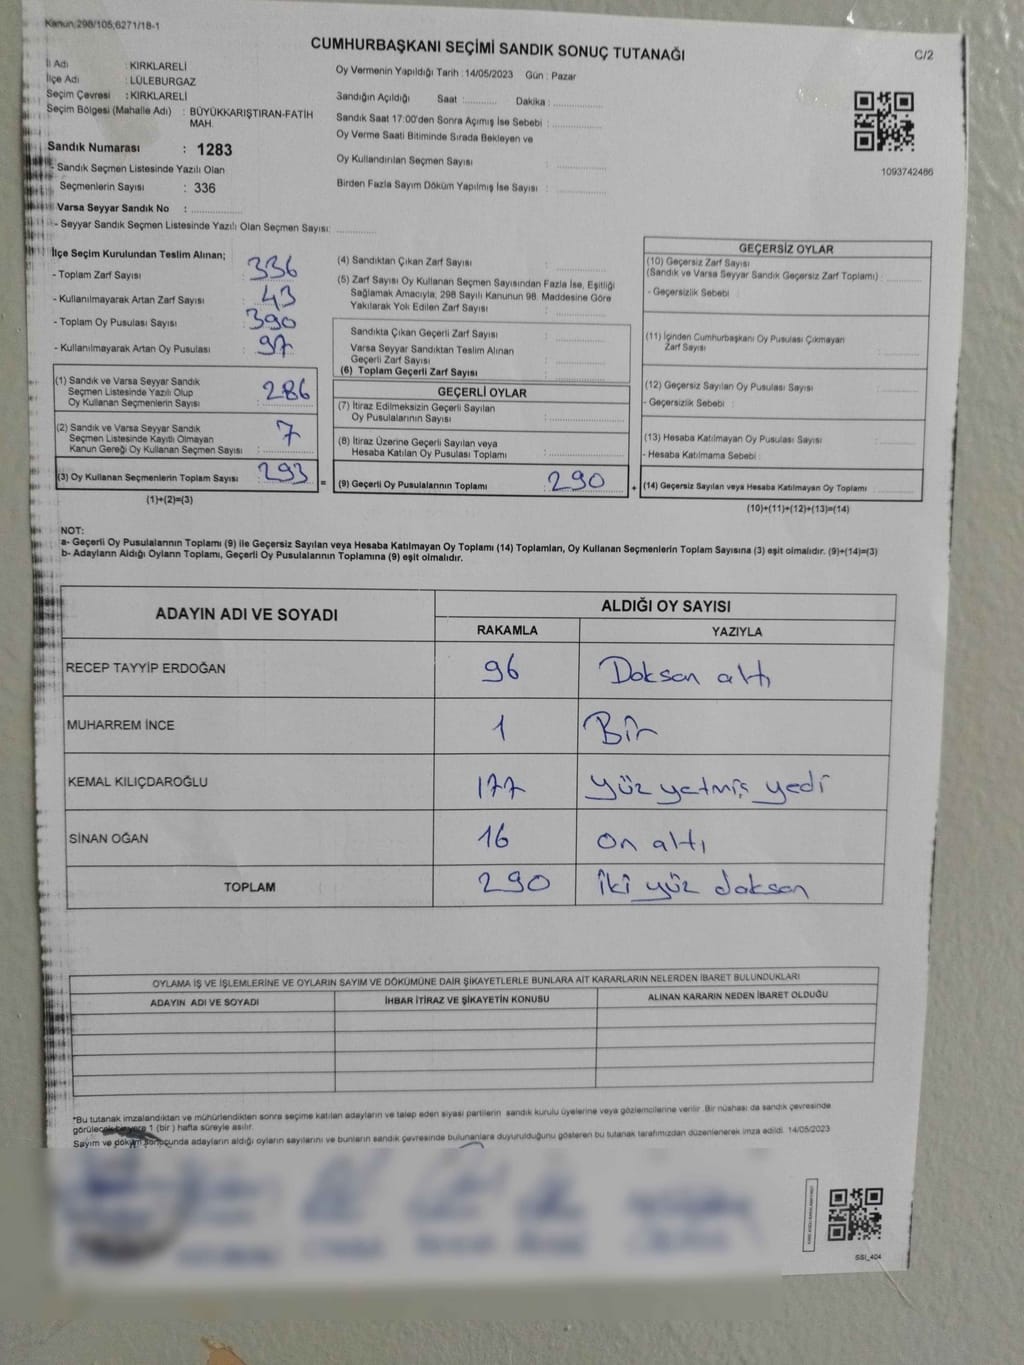 Kanun:298/105,6271/18-1
CUMHURBAŞKANI SEÇİMİ SANDIK SONUÇ TUTANAĞI
C/2
İl Adı : KIRKLARELİ
İlçe Adı : LÜLEBURGAZ
Seçim Çevresi : KIRKLARELİ
Seçim Bölgesi (Mahalle Adı) : BÜYÜKKARIŞTIRAN-FATİH
MAH.
Sandık Numarası : 1283
- Sandık Seçmen Listesinde Yazılı Olan
Seçmenlerin Sayısı : 336
Varsa Seyyar Sandık No : ............
- Seyyar Sandık Seçmen Listesinde Yazılı Olan Seçmen Sayısı: ............
Oy Vermenin Yapıldığı Tarih : 14/05/2023 Gün : Pazar
Sandığın Açıldığı Saat :............ Dakika :............
Sandık Saat 17:00'den Sonra Açımış İse Sebebi : ............
Oy Verme Saati Bitiminde Sırada Bekleyen ve
Oy Kullandırılan Seçmen Sayısı : ............
Birden Fazla Sayım Döküm Yapılmış İse Sayısı : ............
1093742466
İlçe Seçim Kurulundan Teslim Alınan;
- Toplam Zarf Sayısı : 336
- Kullanılmayarak Artan Zarf Sayısı : 43
- Toplam Oy Pusulası Sayısı : 390
- Kullanılmayarak Artan Oy Pusulası : 97
(1) Sandık ve Varsa Seyyar Sandık
Seçmen Listesinde Yazılı Olup
Oy Kullanan Seçmenlerin Sayısı : 286
(2) Sandık ve Varsa Seyyar Sandık
Seçmen Listesinde Kayıtlı Olmayan
Kanun Gereği Oy Kullanan Seçmen Sayısı : 7
(3) Oy Kullanan Seçmenlerin Toplam Sayısı : 293 =
(1)+(2)=(3)
(4) Sandıktan Çıkan Zarf Sayısı : ............
(5) Zarf Sayısı Oy Kullanan Seçmen Sayısından Fazla İse, Eşitliği
Sağlamak Amacıyla, 298 Sayılı Kanunun 98. Maddesine Göre
Yakılarak Yok Edilen Zarf Sayısı : ............
Sandıkta Çıkan Geçerli Zarf Sayısı : ............
Varsa Seyyar Sandıktan Teslim Alınan
Geçerli Zarf Sayısı : ............
(6) Toplam Geçerli Zarf Sayısı : ............
GEÇERLİ OYLAR
(7) İtiraz Edilmeksizin Geçerli Sayılan
Oy Pusulalarının Sayısı : ............
(8) İtiraz Üzerine Geçerli Sayılan veya
Hesaba Katılan Oy Pusulası Toplamı : ............
(9) Geçerli Oy Pusulalarının Toplamı : 290 +
GEÇERSİZ OYLAR
(10) Geçersiz Zarf Sayısı
(Sandık ve Varsa Seyyar Sandık Geçersiz Zarf Toplamı) : ............
- Geçersizlik Sebebi :
(11) İçinden Cumhurbaşkanı Oy Pusulası Çıkmayan
Zarf Sayısı : ............
(12) Geçersiz Sayılan Oy Pusulası Sayısı : ............
- Geçersizlik Sebebi :
(13) Hesaba Katılmayan Oy Pusulası Sayısı : ............
- Hesaba Katılmama Sebebi :
(14) Geçersiz Sayılan veya Hesaba Katılmayan Oy Toplamı : ............
(10)+(11)+(12)+(13)=(14)
NOT:
a- Geçerli Oy Pusulalarının Toplamı (9) ile Geçersiz Sayılan veya Hesaba Katılmayan Oy Toplamı (14) Toplamları, Oy Kullanan Seçmenlerin Toplam Sayısına (3) eşit olmalıdır. (9)+(14)=(3)
b- Adayların Aldığı Oyların Toplamı, Geçerli Oy Pusulalarının Toplamına (9) eşit olmalıdır.
ADAYIN ADI VE SOYADI
ALDIĞI OY SAYISI
RAKAMLA YAZIYLA
RECEP TAYYİP ERDOĞAN 96 Doksan altı
MUHARREM İNCE 1 Bir
KEMAL KILIÇDAROĞLU 177 Yüz yetmiş yedi
SİNAN OĞAN 16 On altı
TOPLAM 290 İki yüz doksan
OYLAMA İŞ VE İŞLEMLERİNE VE OYLARIN SAYIM VE DÖKÜMÜNE DAİR ŞİKAYETLERLE BUNLARA AİT KARARLARIN NELERDEN İBARET BULUNDUKLARI
ADAYIN ADI VE SOYADI İHBAR İTİRAZ VE ŞİKAYETİN KONUSU ALINAN KARARIN NEDEN İBARET OLDUĞU
*Bu tutanak imzalandıktan ve mühürlendikten sonra seçime katılan adayların ve talep eden siyasi partilerin sandık kurulu üyelerine veya gözlemcilerine verilir. Bir nüshası da sandık çevresinde
görülecek bir yere 1 (bir ) hafta süreyle asılır.
Sayım ve döküm sonucunda adayların aldığı oyların sayılarını ve bunların sandık çevresinde bulunanlara duyurulduğunu gösteren bu tutanak tarafımızdan düzenlenerek imza edildi. 14/05/2023
SSI_404